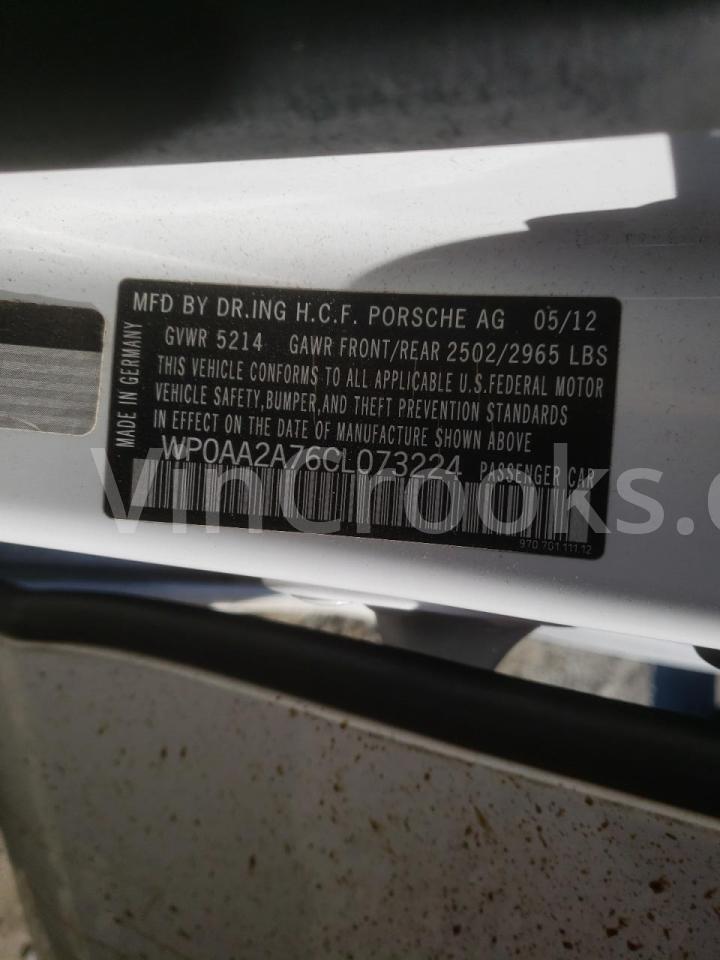 MFD BY DR.ING H.C.F. PORSCHE AG 05/12
GVWR 5214 GAWR FRONT/REAR 2502/2965 LBS
THIS VEHICLE CONFORMS TO ALL APPLICABLE U.S.FEDERAL MOTOR
VEHICLE SAFETY,BUMPER,AND THEFT PREVENTION STANDARDS
IN EFFECT ON THE DATE OF MANUFACTURE SHOWN ABOVE
WP0AA2A76CL073224 PASSENGER CAR
970 701 111.12
MADE IN GERMANY
VinCrooks.